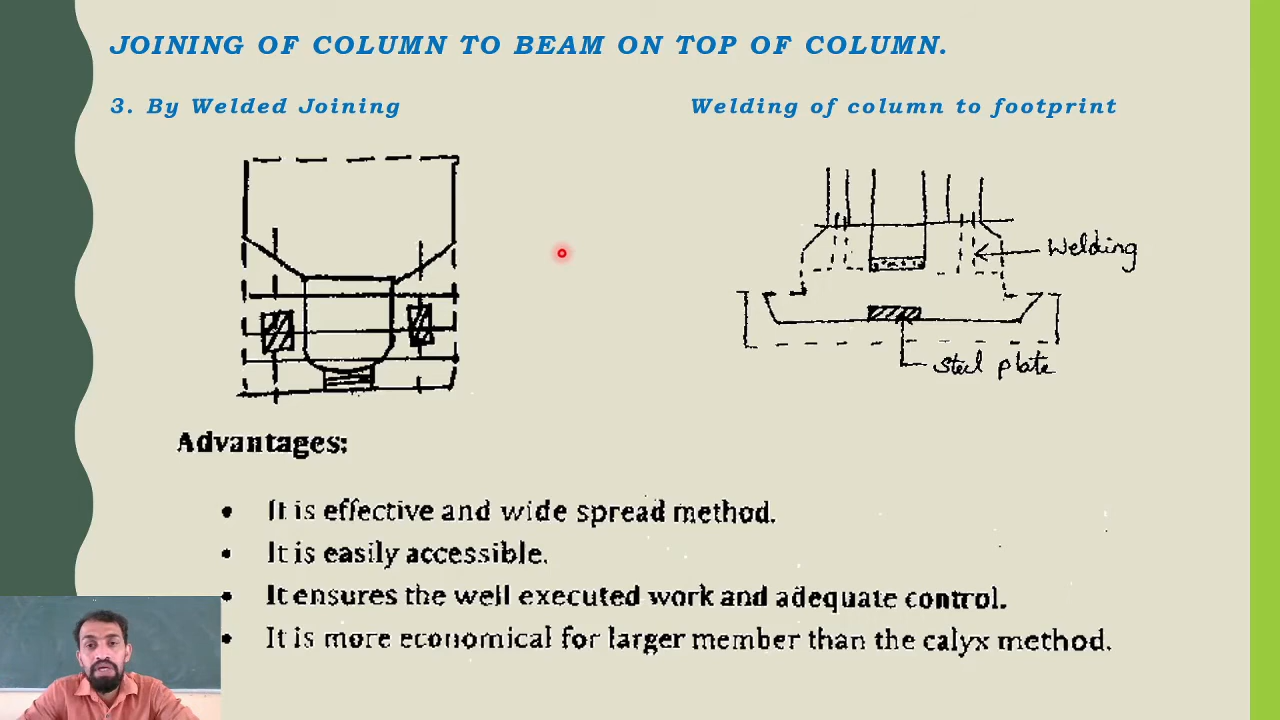 JOINING OF COLUMN TO BEAM ON TOP OF COLUMN.
3. By Welded Joining
Welding of column to footprint
Welding
Steel plate
Advantages:
• It is effective and wide spread method.
• It is easily accessible.
• It ensures the well executed work and adequate control.
• It is more economical for larger member than the calyx method.